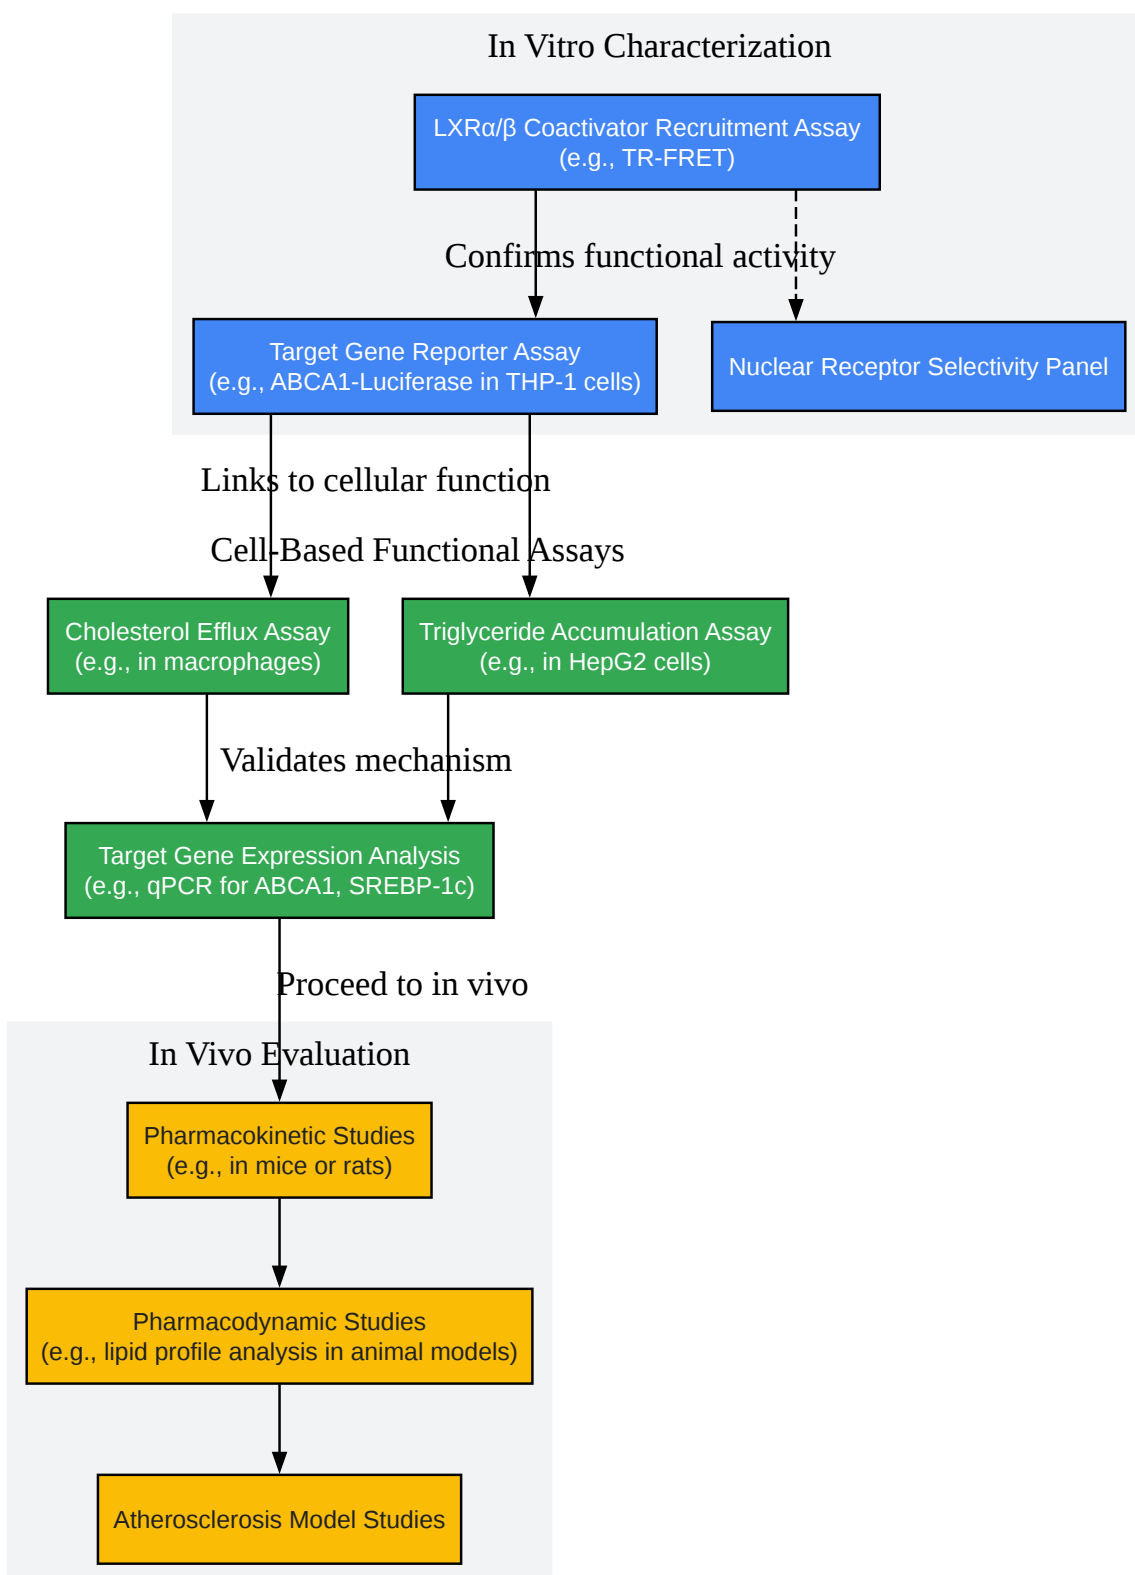 In Vitro Characterization
LXRα/β Coactivator Recruitment Assay
(e.g., TR-FRET)
Confirms functional activity
Target Gene Reporter Assay
(e.g., ABCA1-Luciferase in THP-1 cells)
Nuclear Receptor Selectivity Panel
Links to cellular function
Cell-Based Functional Assays
Cholesterol Efflux Assay
(e.g., in macrophages)
Triglyceride Accumulation Assay
(e.g., in HepG2 cells)
Validates mechanism
Target Gene Expression Analysis
(e.g., qPCR for ABCA1, SREBP-1c)
Proceed to in vivo
In Vivo Evaluation
Pharmacokinetic Studies
(e.g., in mice or rats)
Pharmacodynamic Studies
(e.g., lipid profile analysis in animal models)
Atherosclerosis Model Studies